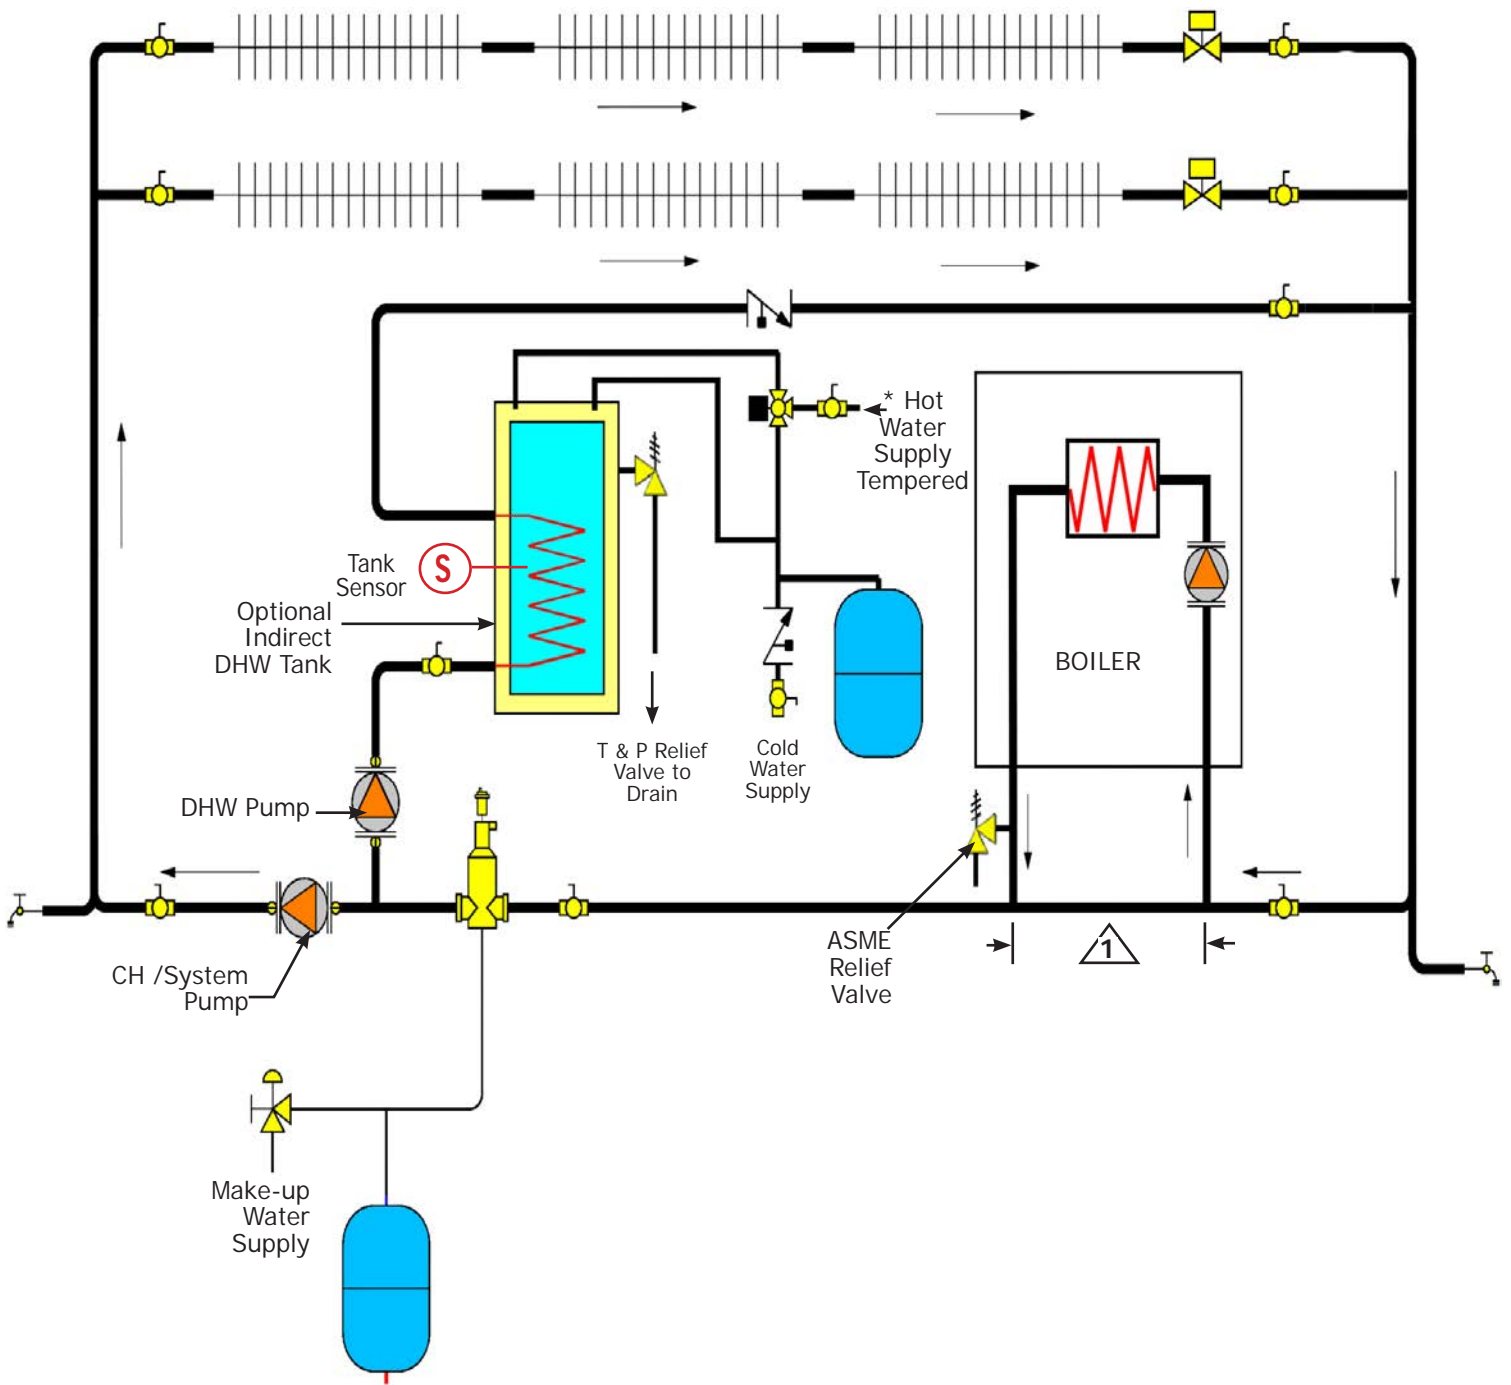 * Hot
Water
Supply
Tempered
Tank
Sensor
S
Optional
Indirect
DHW Tank
BOILER
T & P Relief
Valve to
Drain
Cold
Water
Supply
DHW Pump
CH /System
Pump
ASME
Relief
Valve
1
Make-up
Water
Supply